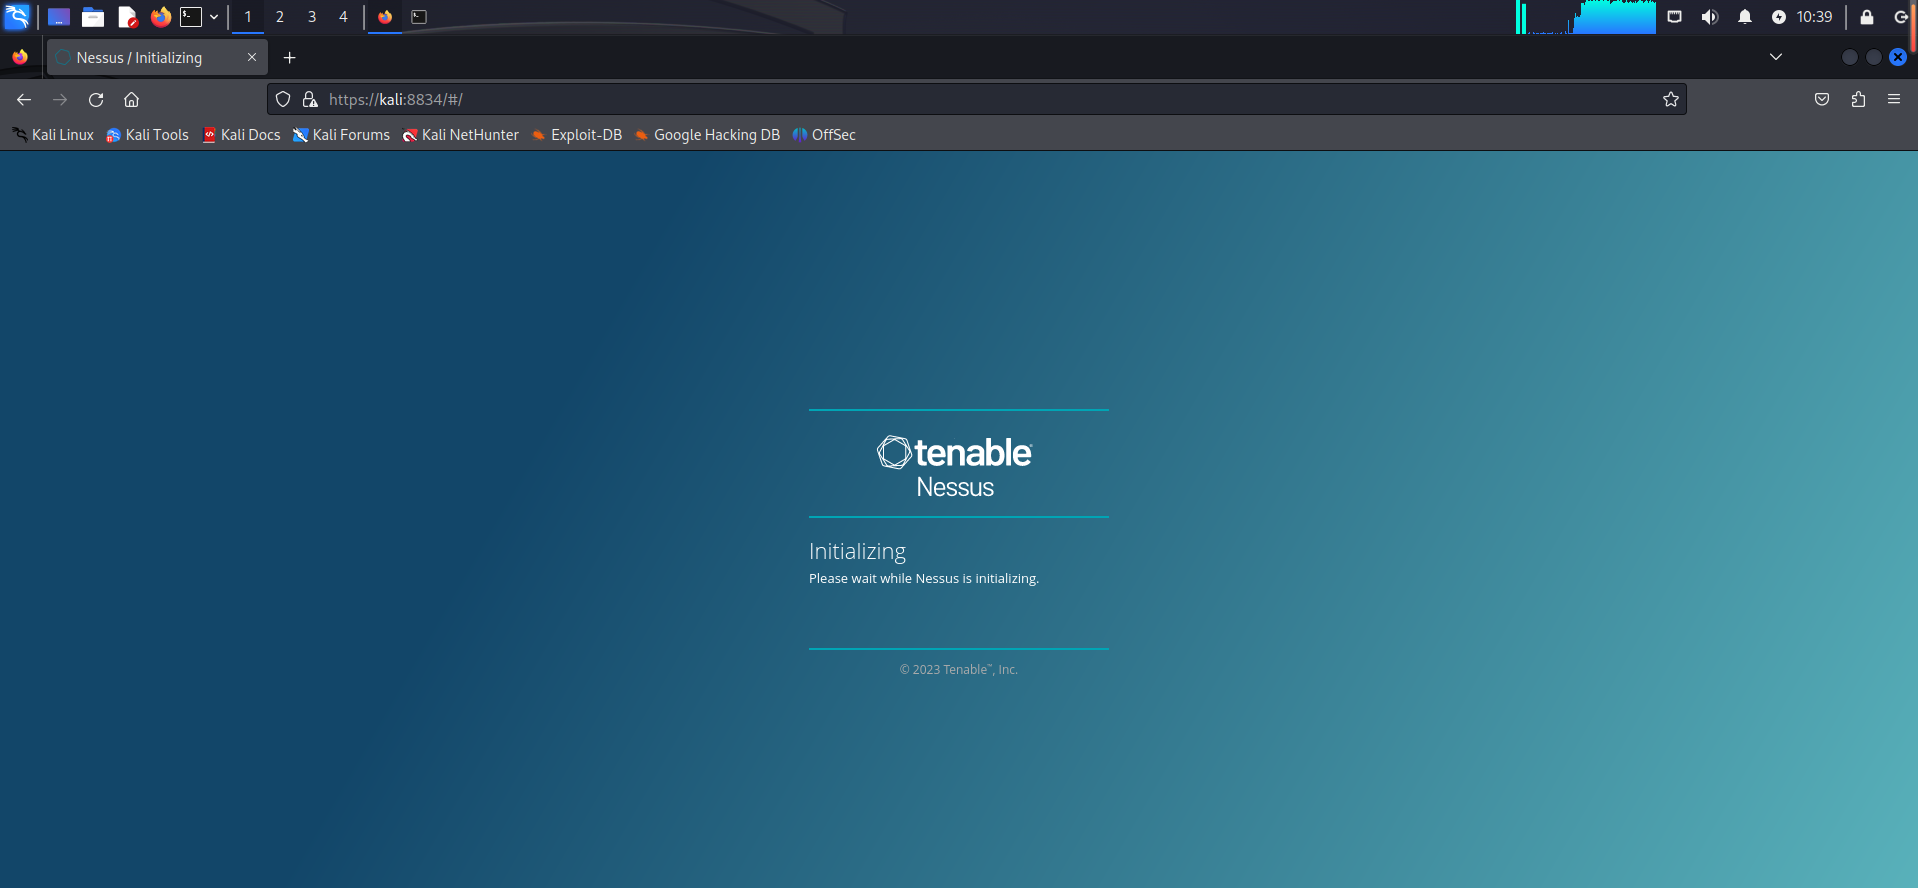 1 2 3 4 10:39
Nessus / Initializing
https://kali:8834/#/
Kali Linux Kali Tools Kali Docs Kali Forums Kali NetHunter Exploit-DB Google Hacking DB OffSec
tenable®
Nessus
Initializing
Please wait while Nessus is initializing.
© 2023 Tenable™, Inc.